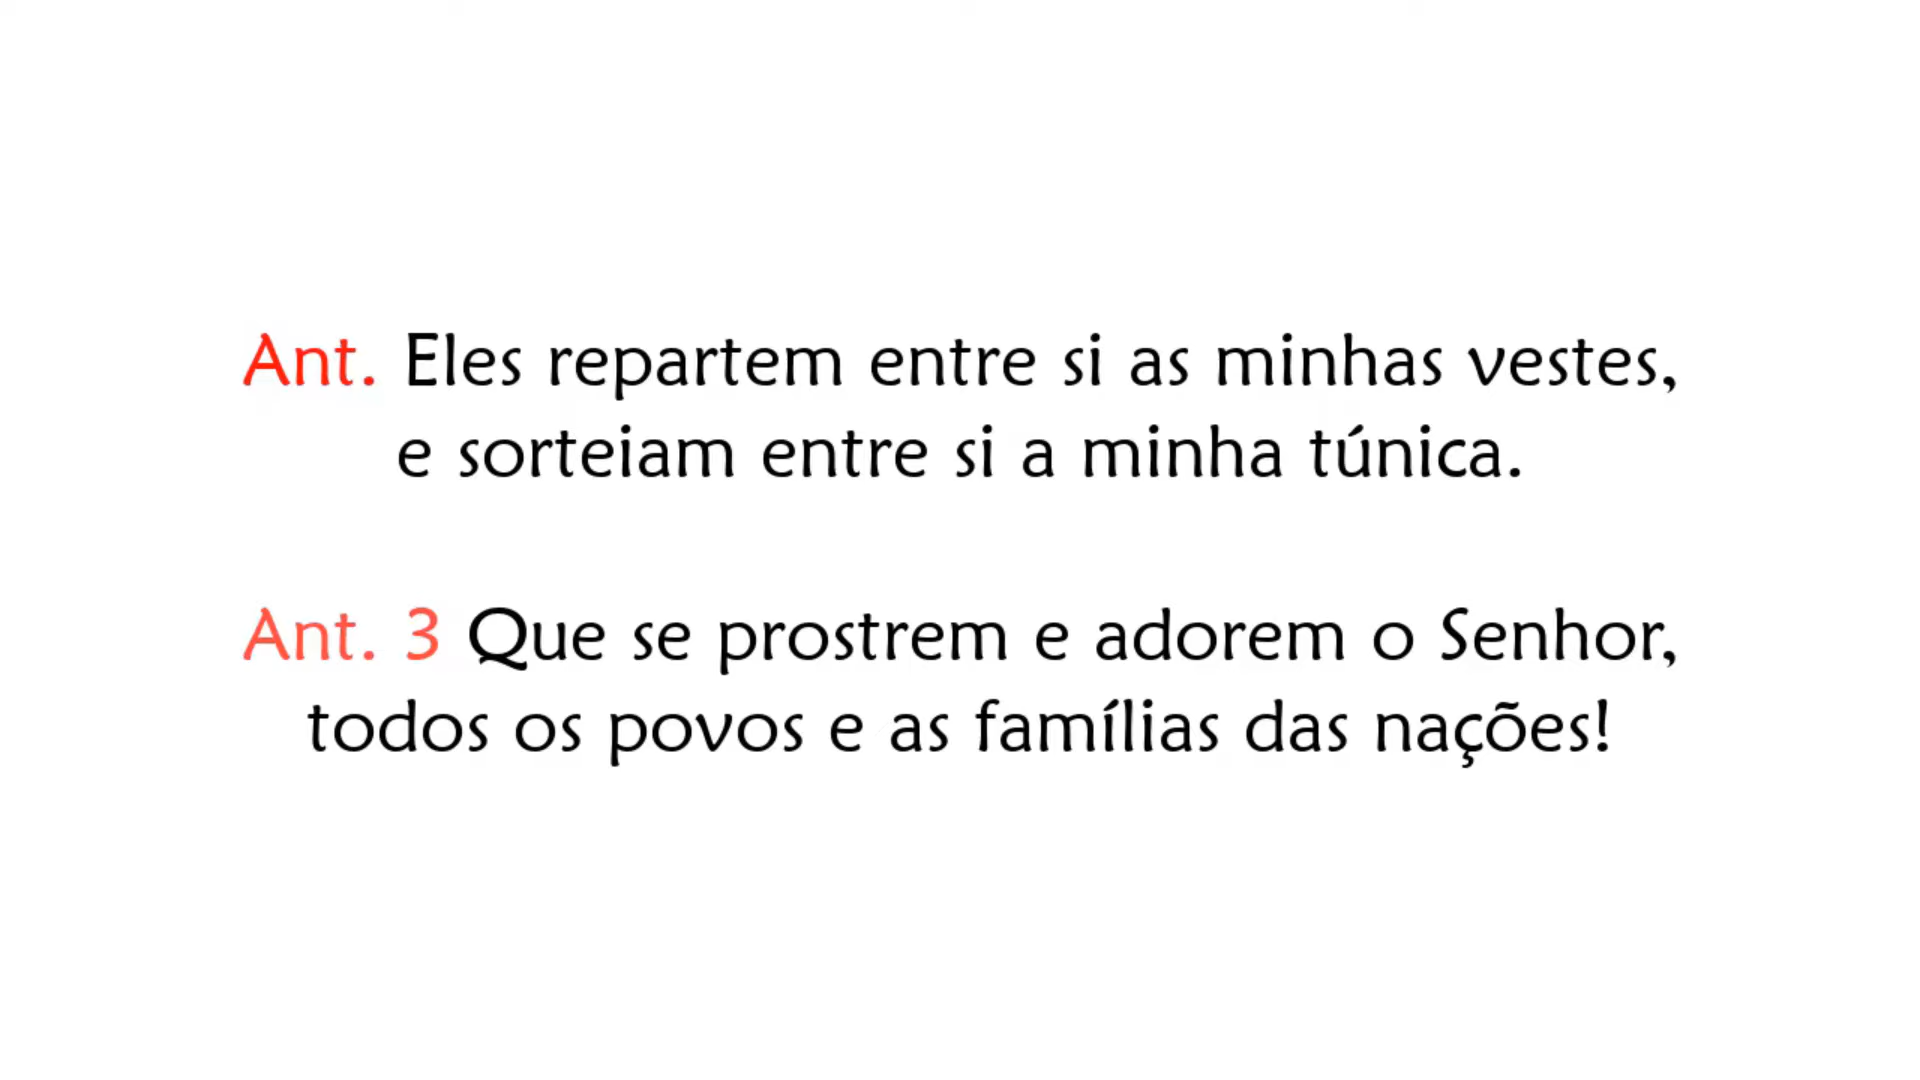 Ant. Eles repartem entre si as minhas vestes,
e sorteiam entre si a minha túnica.
Ant. 3 Que se prostrem e adorem o Senhor,
todos os povos e as famílias das nações!